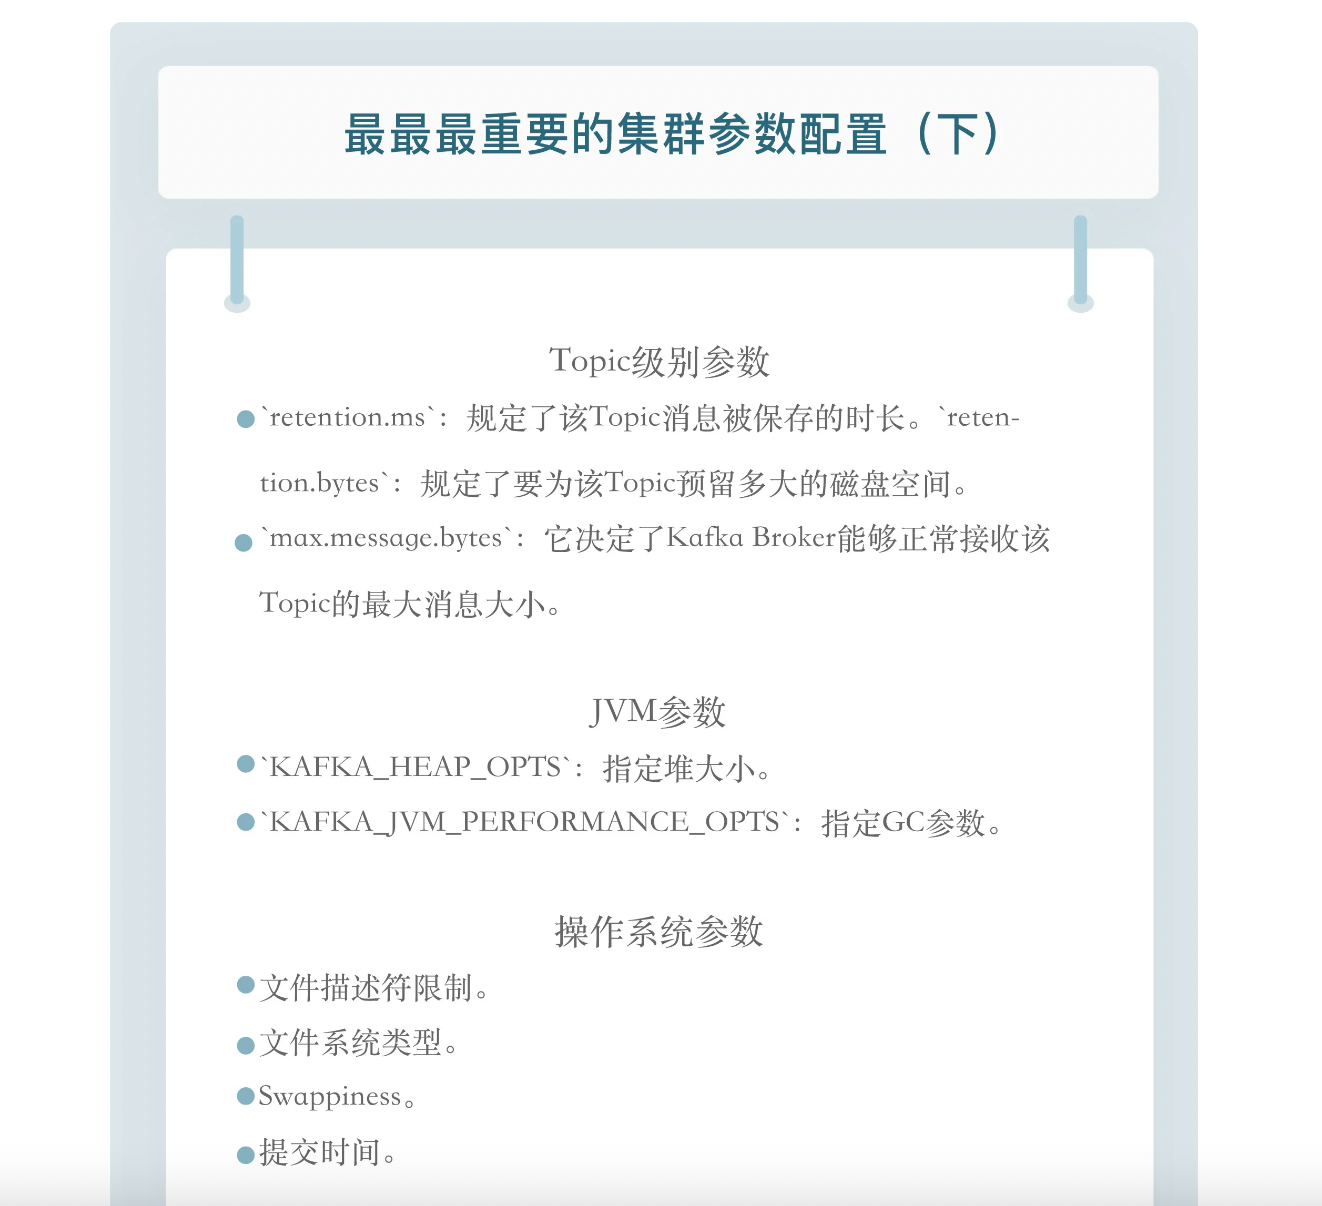 最最最重要的集群参数配置（下）
Topic级别参数
`retention.ms`：规定了该Topic消息被保存的时长。`reten-
tion.bytes`：规定了要为该Topic预留多大的磁盘空间。
`max.message.bytes`：它决定了Kafka Broker能够正常接收该
Topic的最大消息大小。
JVM参数
`KAFKA_HEAP_OPTS`：指定堆大小。
`KAFKA_JVM_PERFORMANCE_OPTS`：指定GC参数。
操作系统参数
文件描述符限制。
文件系统类型。
Swappiness。
提交时间。